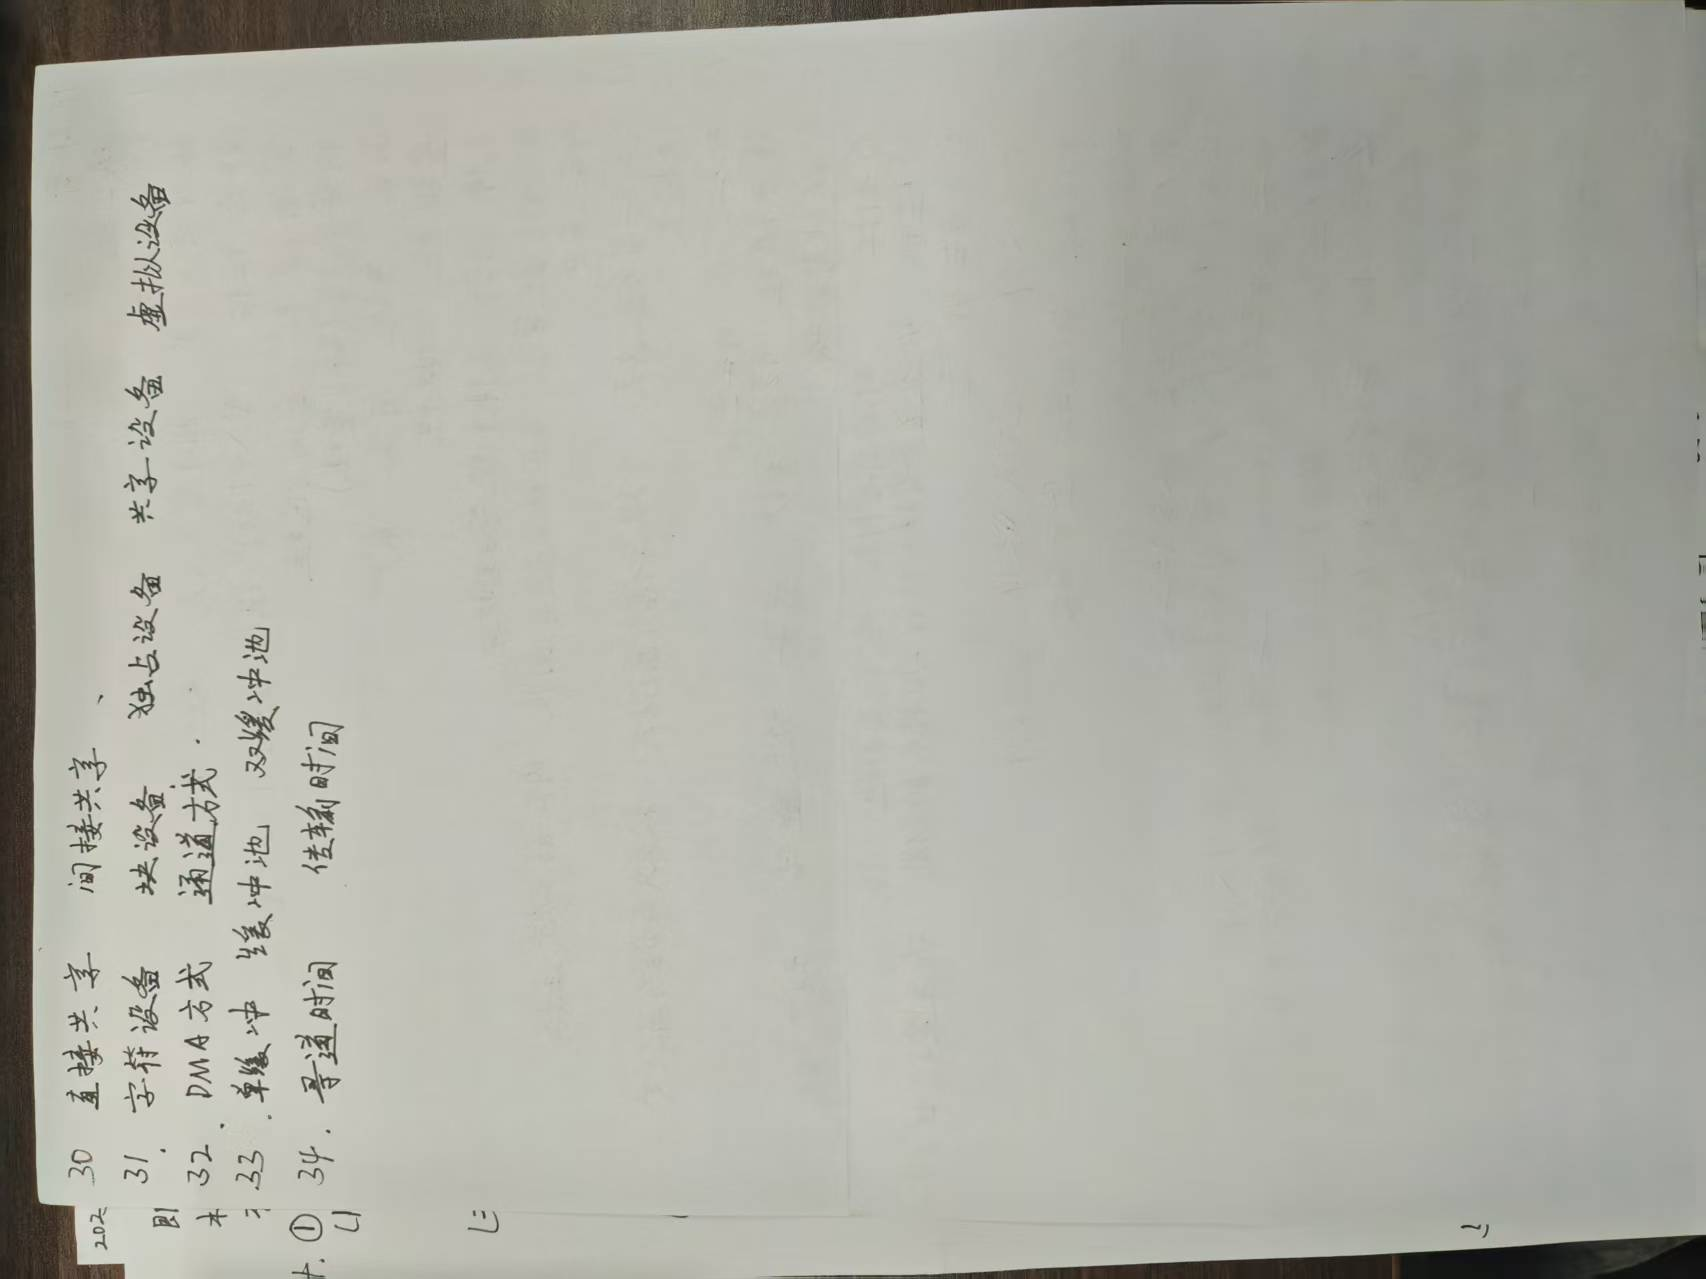 30 直接共享 间接共享、
31. 字符设备 块设备 独占设备 共享设备 虚拟设备
32. DMA方式 通道方式.
33. 单缓冲 缓冲池 双缓冲池
34. 寻道时间 传输时间
202
①